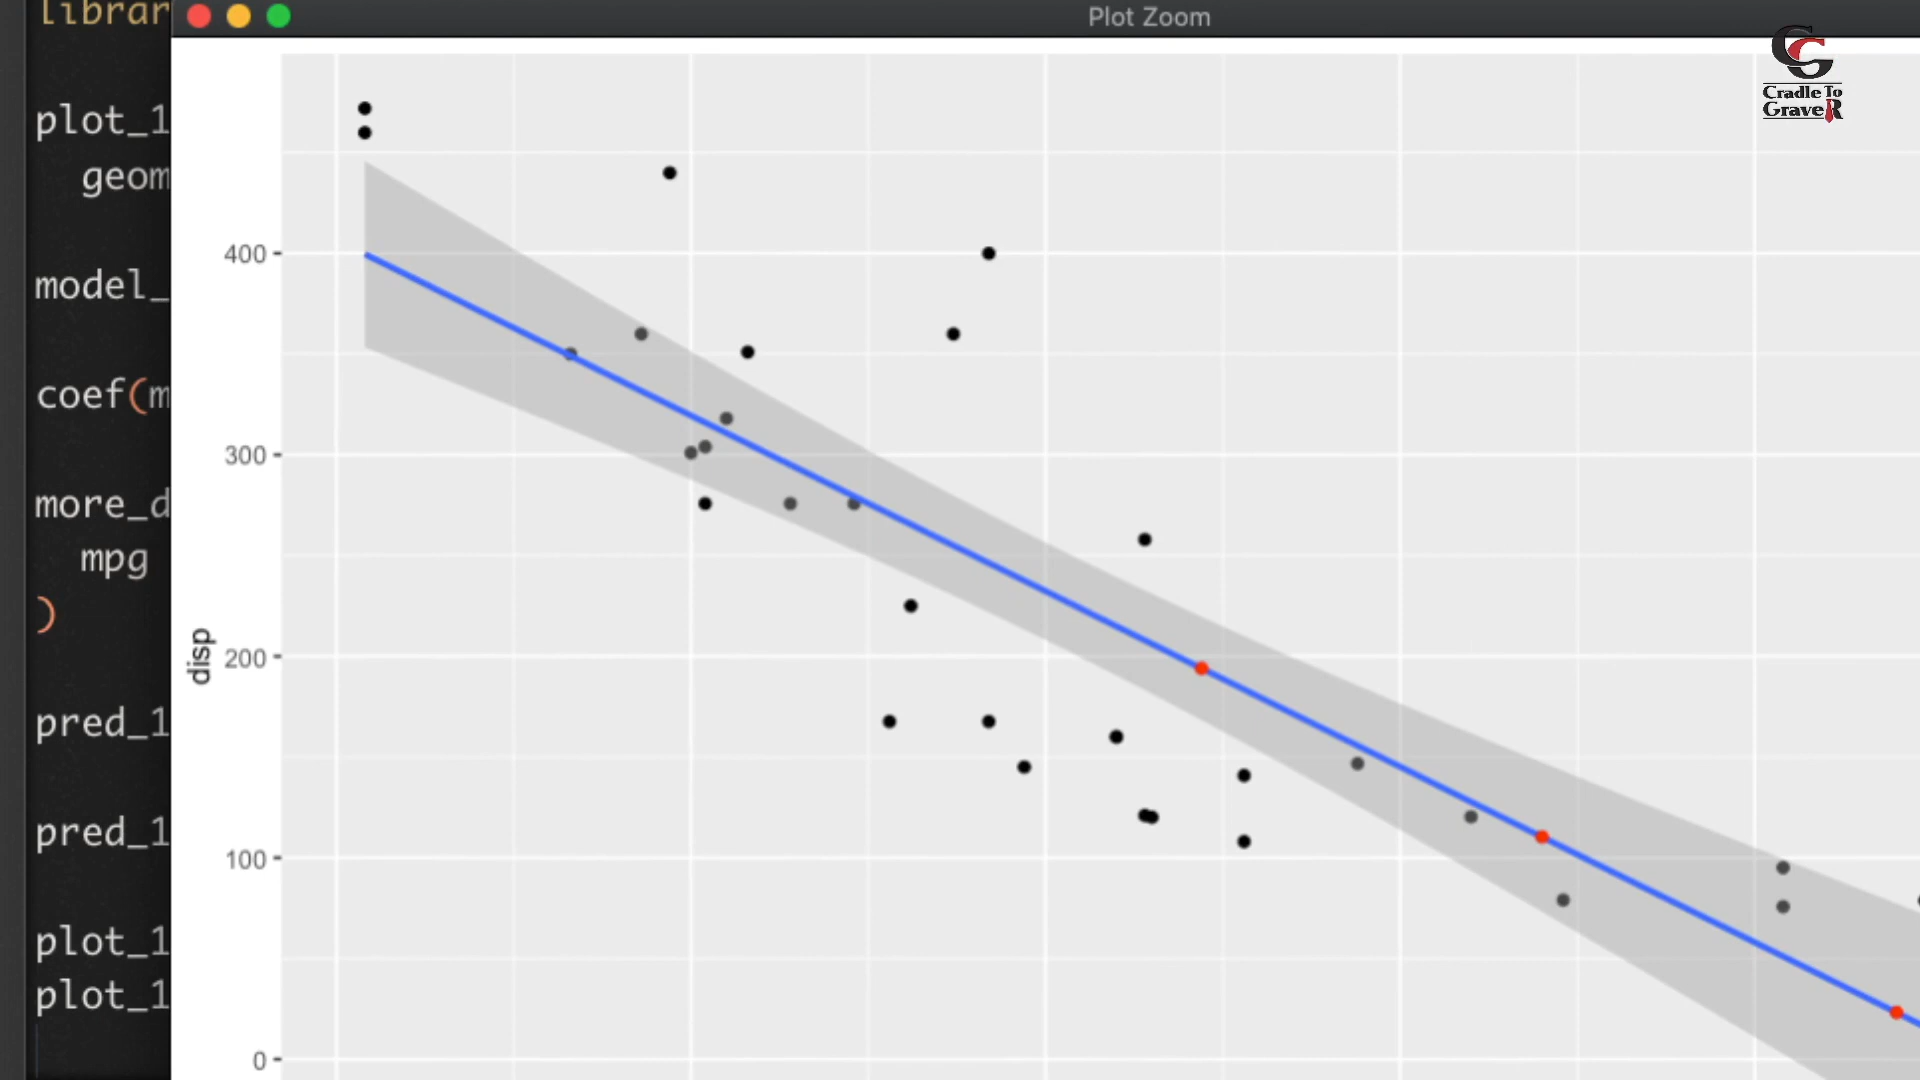 librar
Plot Zoom
Cradle To
GraveR
plot_1
geom
model_
coef(m
more_d
mpg
)
pred_1
pred_1
plot_1
plot_1
disp
400
300
200
100
0